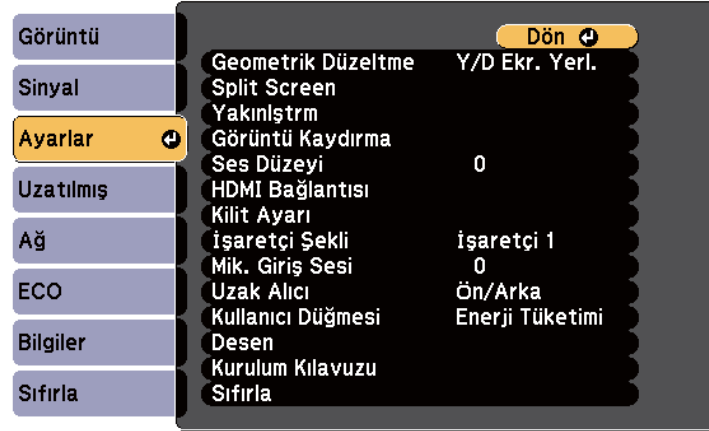 Görüntü
Sinyal
Ayarlar
Uzatılmış
Ağ
ECO
Bilgiler
Sıfırla
Dön
Geometrik Düzeltme Y/D Ekr. Yerl.
Split Screen
Yakınlştrm
Görüntü Kaydırma
Ses Düzeyi 0
HDMI Bağlantısı
Kilit Ayarı
İşaretçi Şekli İşaretçi 1
Mik. Giriş Sesi 0
Uzak Alıcı Ön/Arka
Kullanıcı Düğmesi Enerji Tüketimi
Desen
Kurulum Kılavuzu
Sıfırla